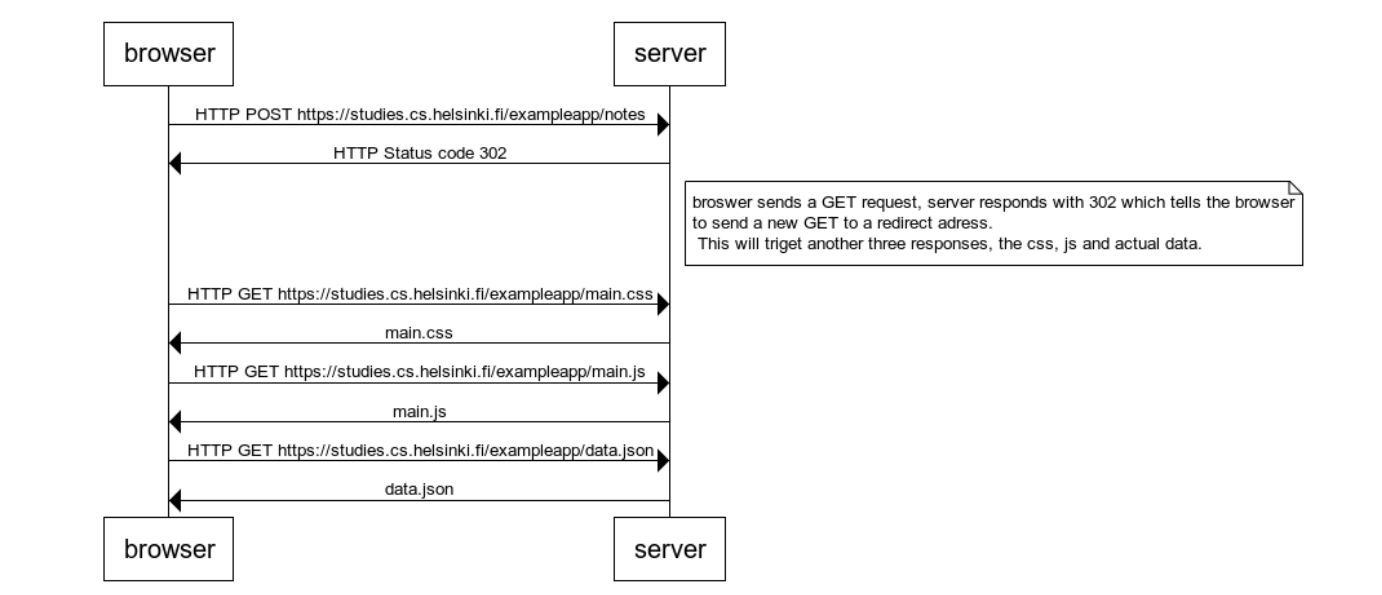 browser
server
HTTP POST https://studies.cs.helsinki.fi/exampleapp/notes
HTTP Status code 302
broswer sends a GET request, server responds with 302 which tells the browser
to send a new GET to a redirect adress.
This will triget another three responses, the css, js and actual data.
HTTP GET https://studies.cs.helsinki.fi/exampleapp/main.css
main.css
HTTP GET https://studies.cs.helsinki.fi/exampleapp/main.js
main.js
HTTP GET https://studies.cs.helsinki.fi/exampleapp/data.json
data.json
browser
server